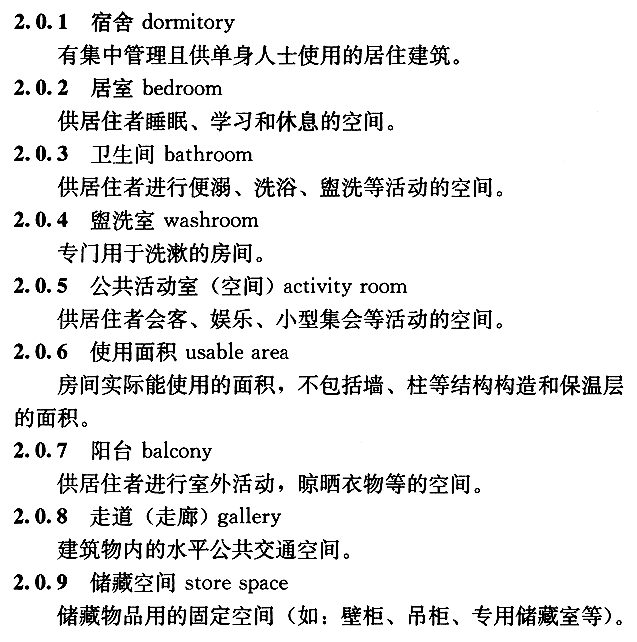 2.0.1 宿舍 dormitory
有集中管理且供单身人士使用的居住建筑。
2.0.2 居室 bedroom
供居住者睡眠、学习和休息的空间。
2.0.3 卫生间 bathroom
供居住者进行便溺、洗浴、盥洗等活动的空间。
2.0.4 盥洗室 washroom
专门用于洗漱的房间。
2.0.5 公共活动室（空间）activity room
供居住者会客、娱乐、小型集会等活动的空间。
2.0.6 使用面积 usable area
房间实际能使用的面积，不包括墙、柱等结构构造和保温层
的面积。
2.0.7 阳台 balcony
供居住者进行室外活动，晾晒衣物等的空间。
2.0.8 走道（走廊）gallery
建筑物内的水平公共交通空间。
2.0.9 储藏空间 store space
储藏物品用的固定空间（如：壁柜、吊柜、专用储藏室等）。